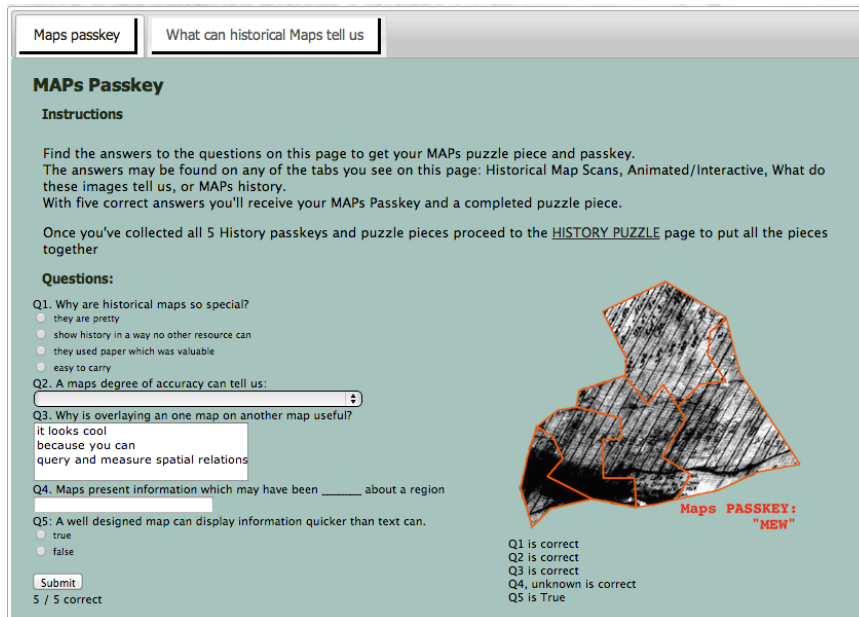 Maps passkey
What can historical Maps tell us
MAPs Passkey
Instructions
Find the answers to the questions on this page to get your MAPs puzzle piece and passkey.
The answers may be found on any of the tabs you see on this page: Historical Map Scans, Animated/Interactive, What do
these images tell us, or MAPs history.
With five correct answers you'll receive your MAPs Passkey and a completed puzzle piece.
Once you've collected all 5 History passkeys and puzzle pieces proceed to the HISTORY PUZZLE page to put all the pieces
together
Questions:
Q1. Why are historical maps so special?
they are pretty
show history in a way no other resource can
they used paper which was valuable
easy to carry
Q2. A maps degree of accuracy can tell us:
Q3. Why is overlaying an one map on another map useful?
it looks cool
because you can
query and measure spatial relations
Q4. Maps present information which may have been ______ about a region
Q5: A well designed map can display information quicker than text can.
true
false
Submit
5 / 5 correct
Maps PASSKEY:
"MEW"
Q1 is correct
Q2 is correct
Q3 is correct
Q4, unknown is correct
Q5 is True